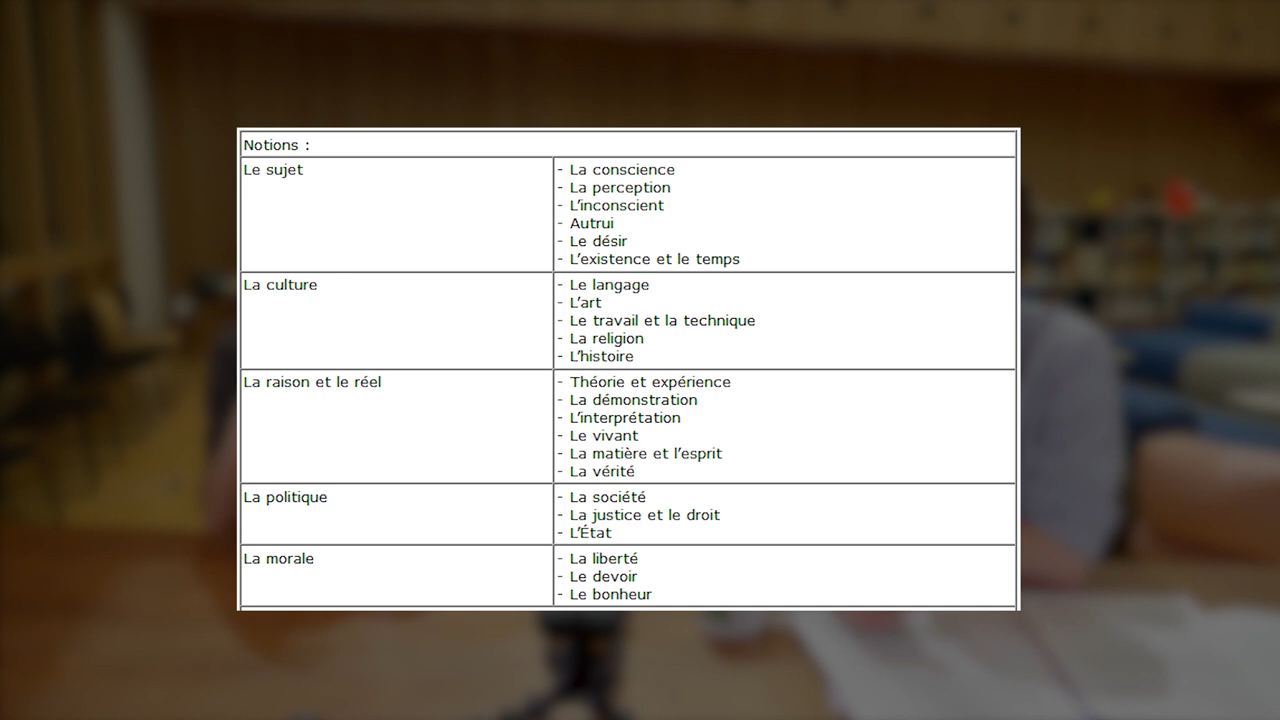 Notions :
Le sujet
- La conscience
- La perception
- L’inconscient
- Autrui
- Le désir
- L’existence et le temps
La culture
- Le langage
- L’art
- Le travail et la technique
- La religion
- L’histoire
La raison et le réel
- Théorie et expérience
- La démonstration
- L’interprétation
- Le vivant
- La matière et l’esprit
- La vérité
La politique
- La société
- La justice et le droit
- L’État
La morale
- La liberté
- Le devoir
- Le bonheur